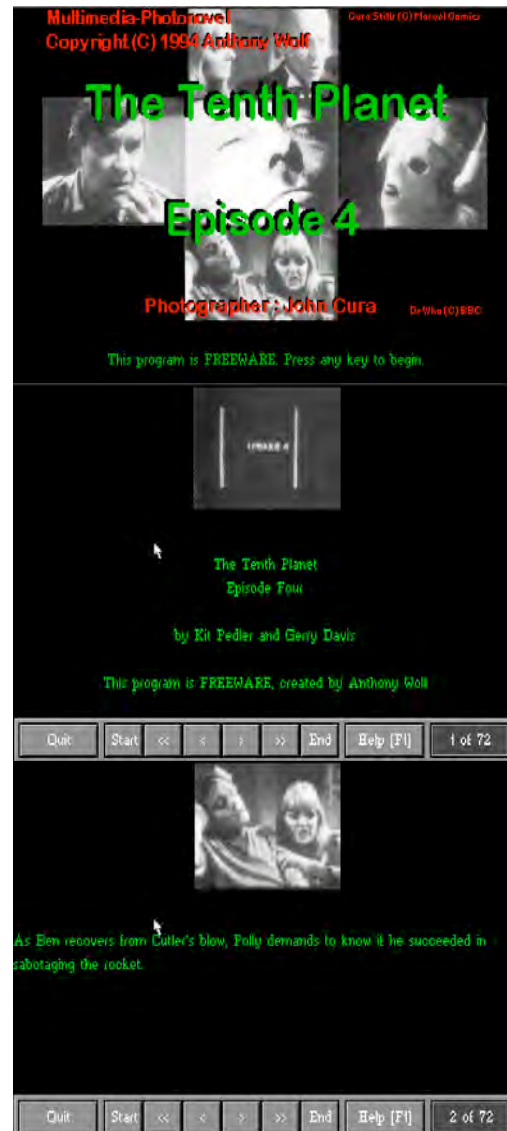 Multimedia-Photonovel
Cura Stills (C) Marvel Comics
Copyright (C) 1994 Anthony Wolf
The Tenth Planet
Episode 4
Photographer : John Cura
Dr Who (C) BBC
This program is FREEWARE. Press any key to begin.
EPISODE 4
The Tenth Planet
Episode Four
by Kit Pedler and Gerry Davis
This program is FREEWARE, created by Anthony Wolf
Quit Start << < > >> End Help [F1] 1 of 72
As Ben recovers from Cutler's blow, Polly demands to know if he succeeded in
sabotaging the rocket.
Quit Start << < > >> End Help [F1] 2 of 72